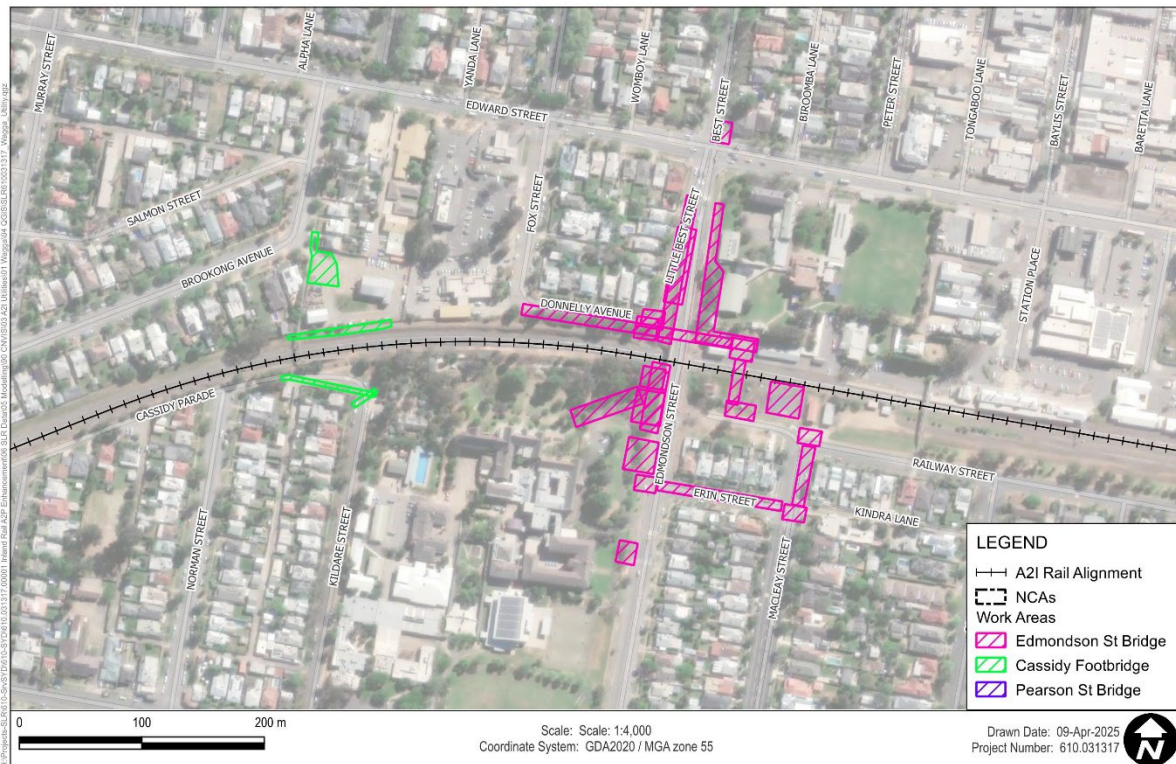 MURRAY STREET
ALPHA LANE
YANDA LANE
WOMBOY LANE
BEST STREET
BIROOMBA LANE
PETER STREET
TONGABOO LANE
BAYLIS STREET
BARETTA LANE
EDWARD STREET
SALMON STREET
BROOKONG AVENUE
FOX STREET
LITTLE BEST STREET
STATION PLACE
DONNELLY AVENUE
CASSIDY PARADE
EDMONDSON STREET
RAILWAY STREET
ERIN STREET
KINDRA LANE
NORMAN STREET
KILDARE STREET
MACLEAY STREET
LEGEND
A2I Rail Alignment
NCAs
Work Areas
Edmondson St Bridge
Cassidy Footbridge
Pearson St Bridge
0 100 200 m
Scale: Scale: 1:4,000
Coordinate System: GDA2020 / MGA zone 55
Drawn Date: 09-Apr-2025
Project Number: 610.031317
N